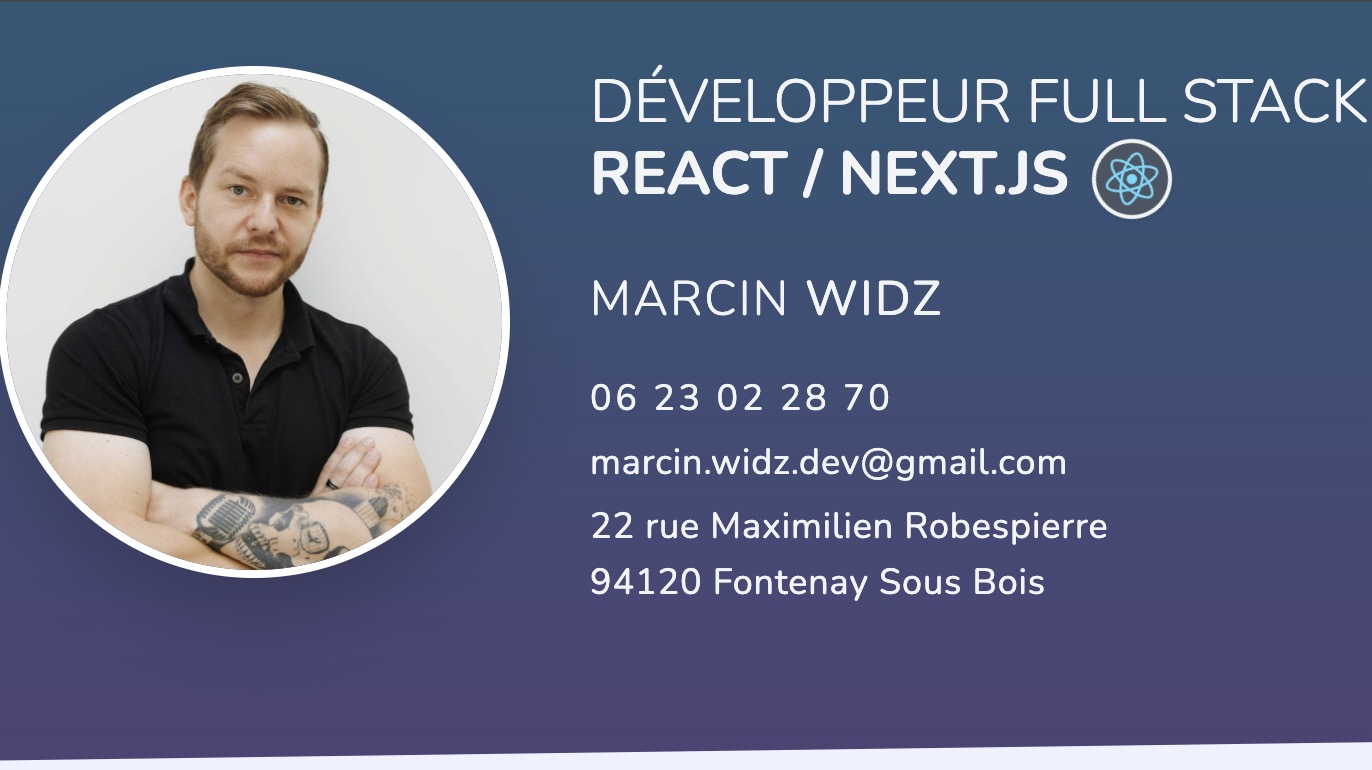 DÉVELOPPEUR FULL STACK
REACT / NEXT.JS
MARCIN WIDZ
06 23 02 28 70
marcin.widz.dev@gmail.com
22 rue Maximilien Robespierre
94120 Fontenay Sous Bois